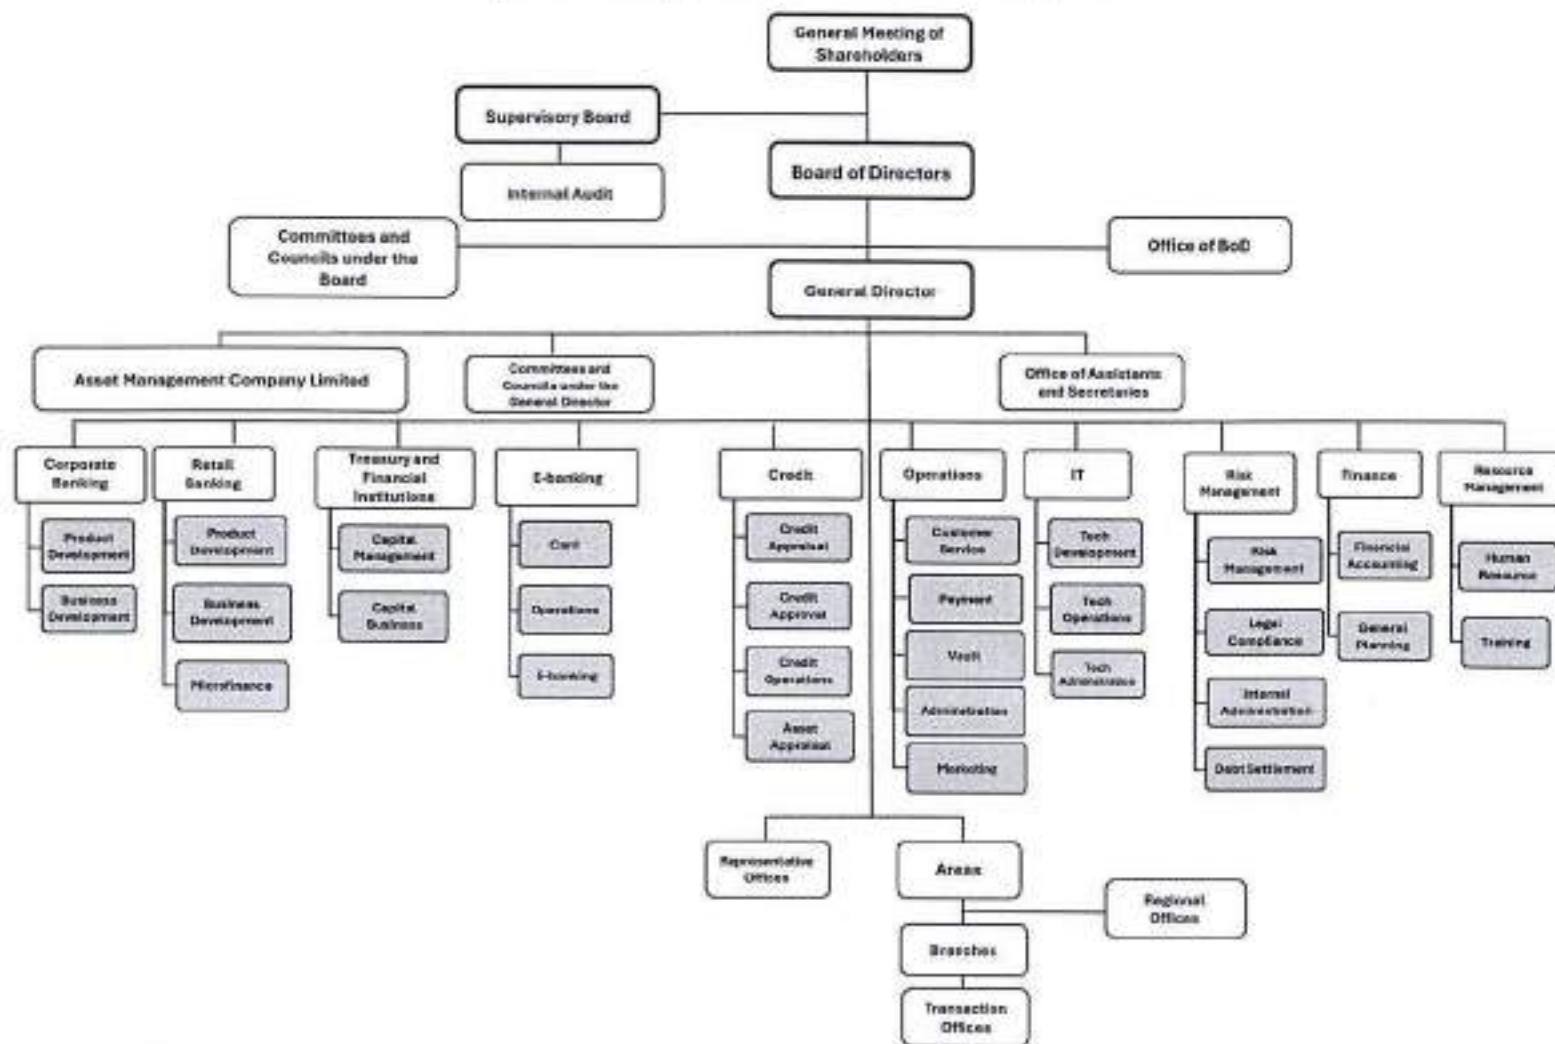 General Meeting of
Shareholders
Supervisory Board
Board of Directors
Internal Audit
Committees and
Councils under the
Board
Office of BoD
General Director
Asset Management Company Limited
Committees and
Councils under the
General Director
Office of Assistants
and Secretaries
Corporate
Banking
Retail
Banking
Treasury and
Financial
Institutions
E-banking
Credit
Operations
IT
Risk
Management
Finance
Resource
Management
Product
Development
Business
Development
Product
Development
Business
Development
Microfinance
Capital
Management
Capital
Business
Card
Operations
E-banking
Credit
Appraisal
Credit
Approval
Credit
Operations
Asset
Appraisal
Customer
Service
Payment
Vault
Administration
Marketing
Tech
Development
Tech
Operations
Tech
Administration
Risk
Management
Legal
Compliance
Internal
Administration
Debt Settlement
Financial
Accounting
General
Planning
Human
Resource
Training
Representative
Offices
Areas
Regional
Offices
Branches
Transaction
Offices